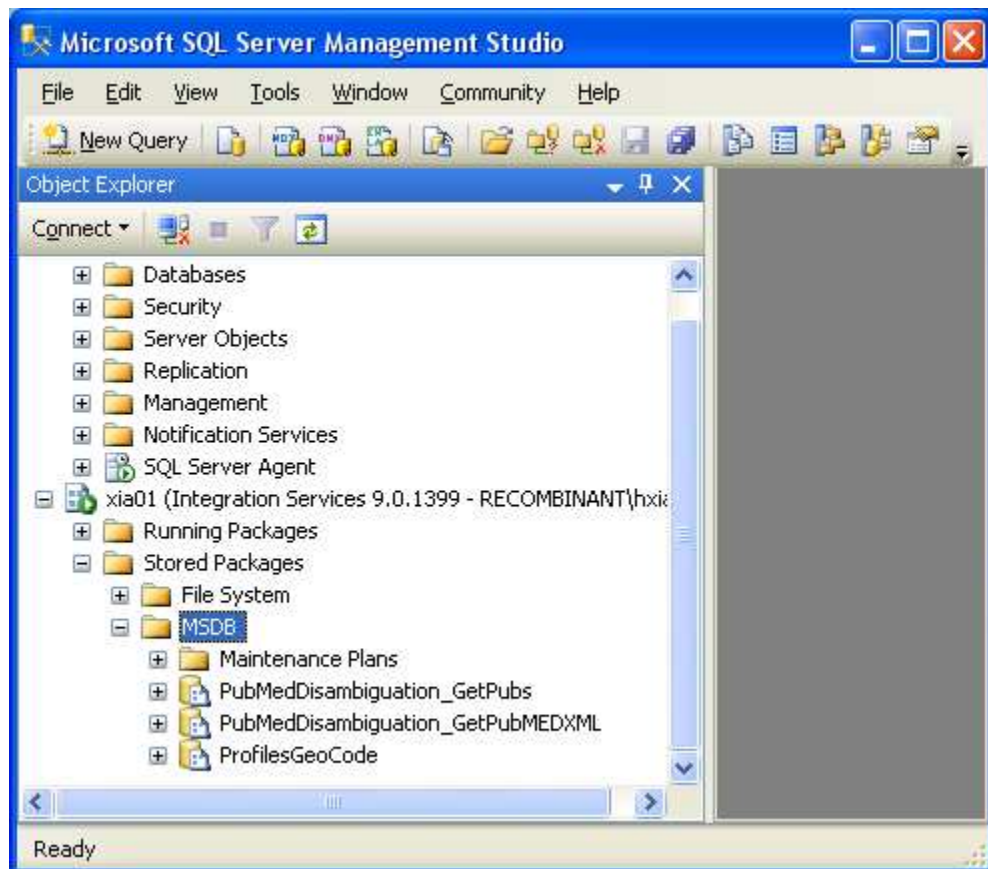 Microsoft SQL Server Management Studio
File Edit View Tools Window Community Help
New Query
Object Explorer
Connect
Databases
Security
Server Objects
Replication
Management
Notification Services
SQL Server Agent
xia01 (Integration Services 9.0.1399 - RECOMBINANT\hxia
Running Packages
Stored Packages
File System
MSDB
Maintenance Plans
PubMedDisambiguation_GetPubs
PubMedDisambiguation_GetPubMEDXML
ProfilesGeoCode
Ready